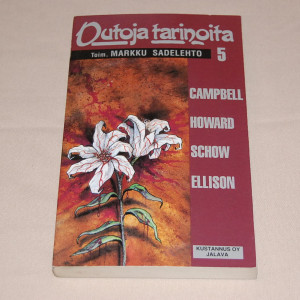 Outoja tarinoita
Toim. MARKKU SADELEHTO 5
CAMPBELL
HOWARD
SCHOW
ELLISON
KUSTANNUS OY
JALAVA